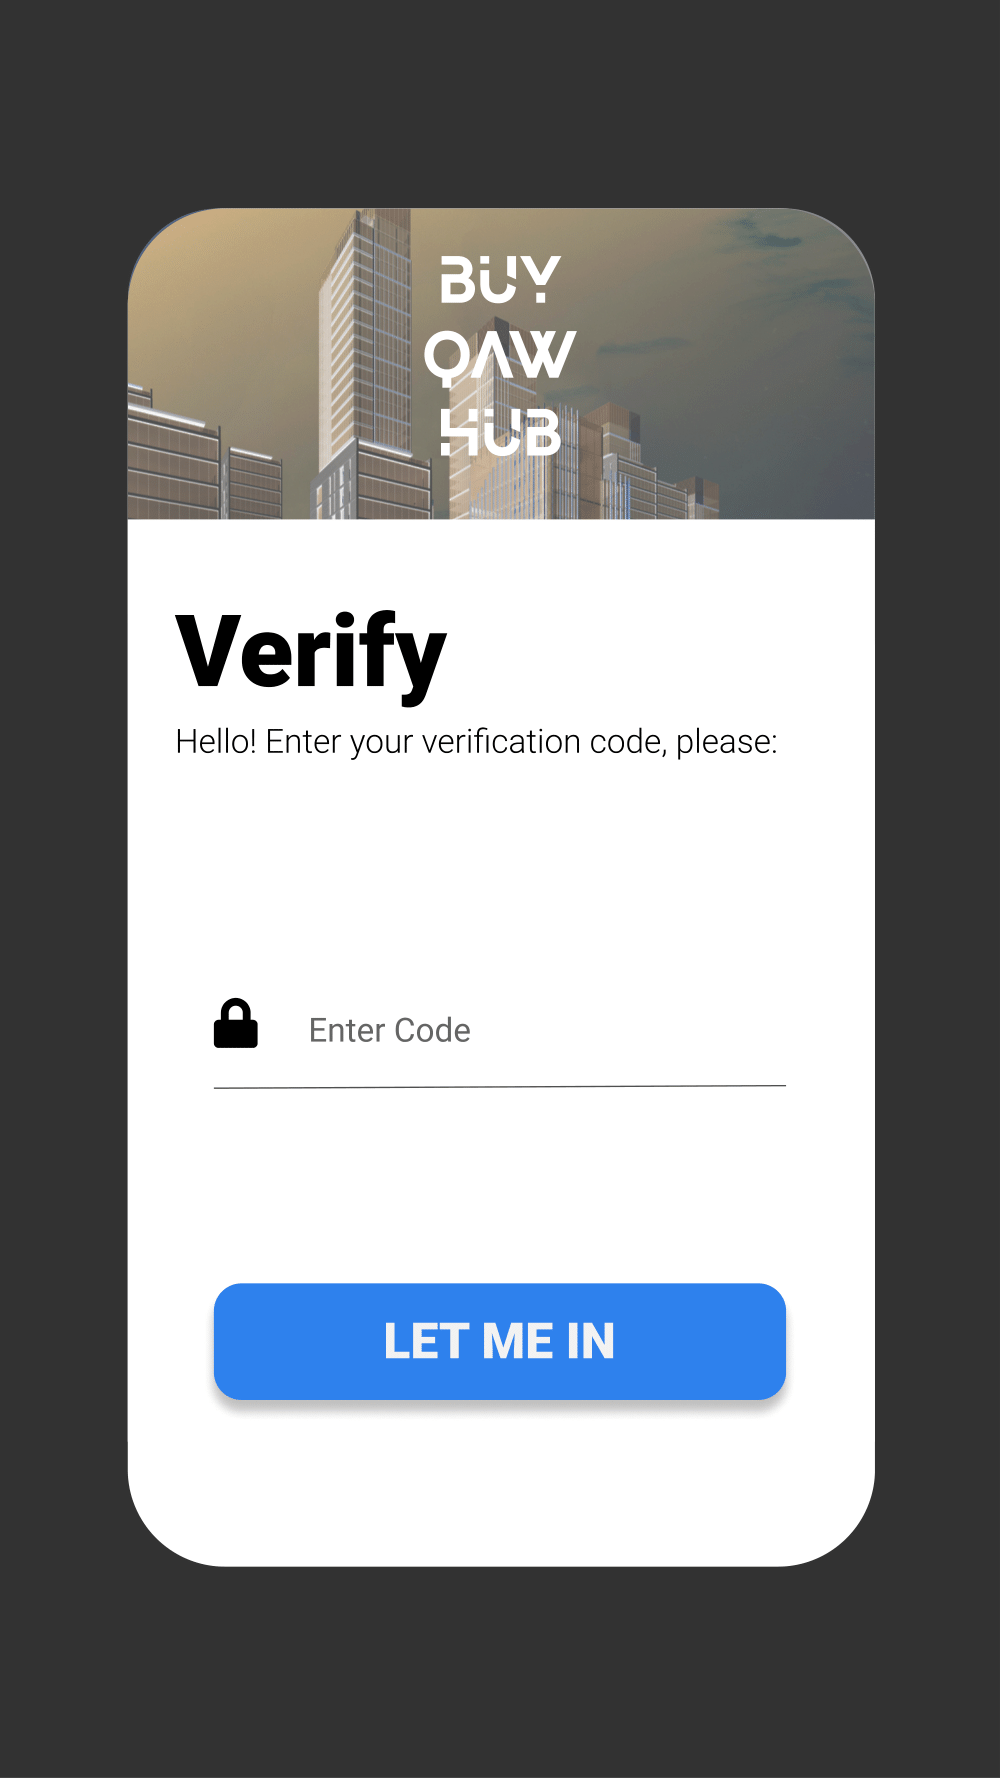 BUY
QAW
HUB
Verify
Hello! Enter your verification code, please:
Enter Code
LET ME IN